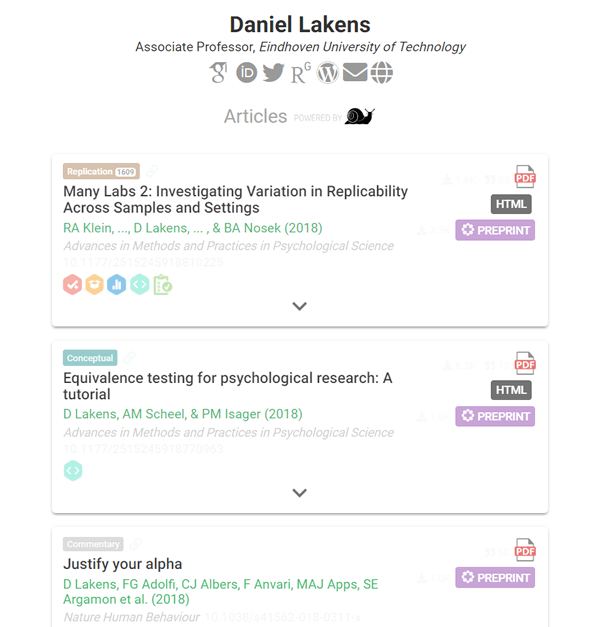 Daniel Lakens
Associate Professor, Eindhoven University of Technology
iD R G
Articles POWERED BY
Replication 1609
PDF
Many Labs 2: Investigating Variation in Replicability
Across Samples and Settings
HTML
RA Klein, ..., D Lakens, ... , & BA Nosek (2018)
PREPRINT
Advances in Methods and Practices in Psychological Science
10.1177/2515245918810225
Conceptual
PDF
Equivalence testing for psychological research: A
tutorial
HTML
D Lakens, AM Scheel, & PM Isager (2018)
PREPRINT
Advances in Methods and Practices in Psychological Science
10.1177/2515245918770963
Commentary
PDF
Justify your alpha
PREPRINT
D Lakens, FG Adolfi, CJ Albers, F Anvari, MAJ Apps, SE
Argamon et al. (2018)
Nature Human Behaviour 10.1038/s41562-018-0311-x